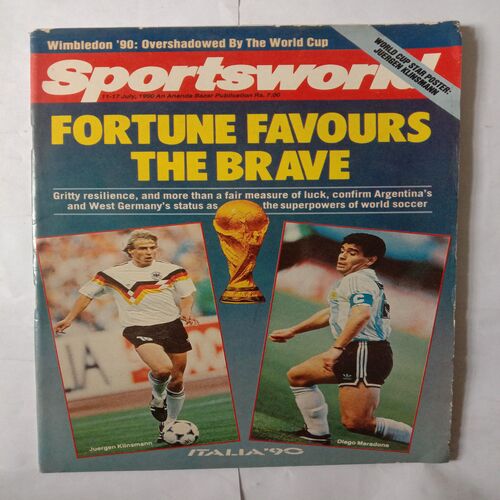 Wimbledon '90: Overshadowed By The World Cup
WORLD CUP STAR POSTER:
JUERGEN KLINSMANN
Sportsworld
11-17 July, 1990 An Ananda Bazar Publication Rs. 7.00
FORTUNE FAVOURS
THE BRAVE
Gritty resilience, and more than a fair measure of luck, confirm Argentina's
and West Germany's status as the superpowers of world soccer
Juergen Klinsmann
Diego Maradona
ITALIA'90